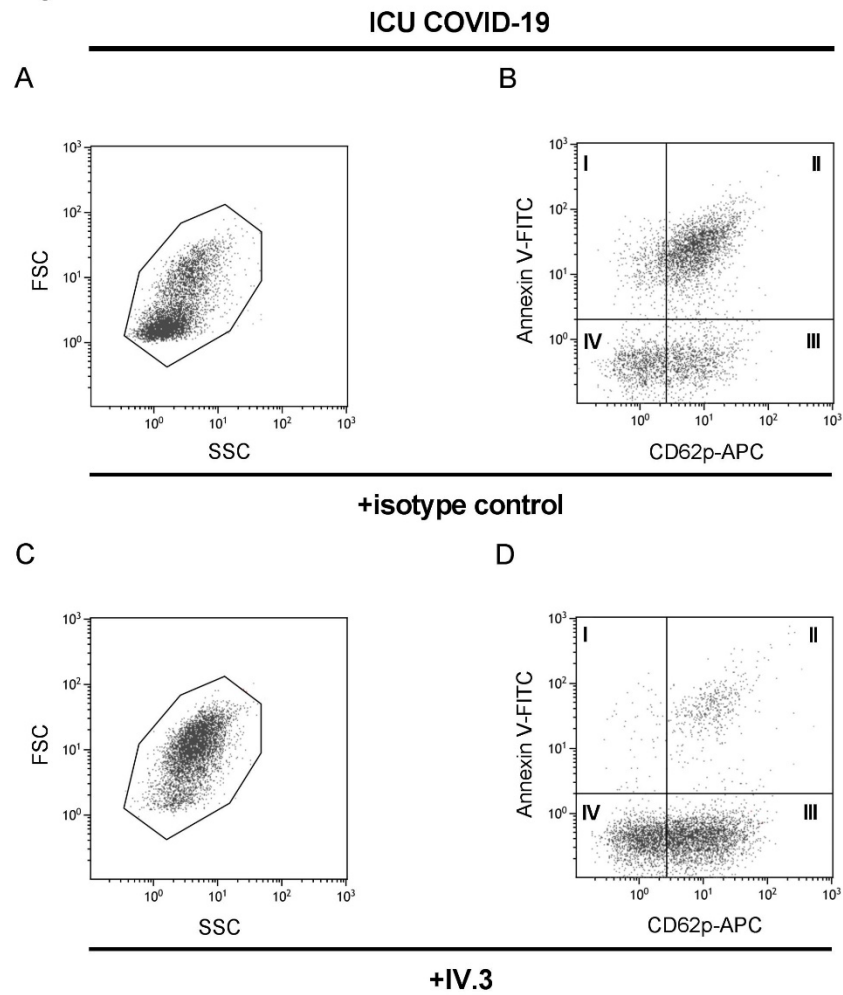 ICU COVID-19
A
B
10³
10²
10¹
10⁰
FSC
10⁰ 10¹ 10² 10³
SSC
10³
10²
10¹
10⁰
Annexin V-FITC
I
II
IV
III
10⁰ 10¹ 10² 10³
CD62p-APC
+isotype control
C
D
10³
10²
10¹
10⁰
FSC
10⁰ 10¹ 10² 10³
SSC
10³
10²
10¹
10⁰
Annexin V-FITC
I
II
IV
III
10⁰ 10¹ 10² 10³
CD62p-APC
+IV.3